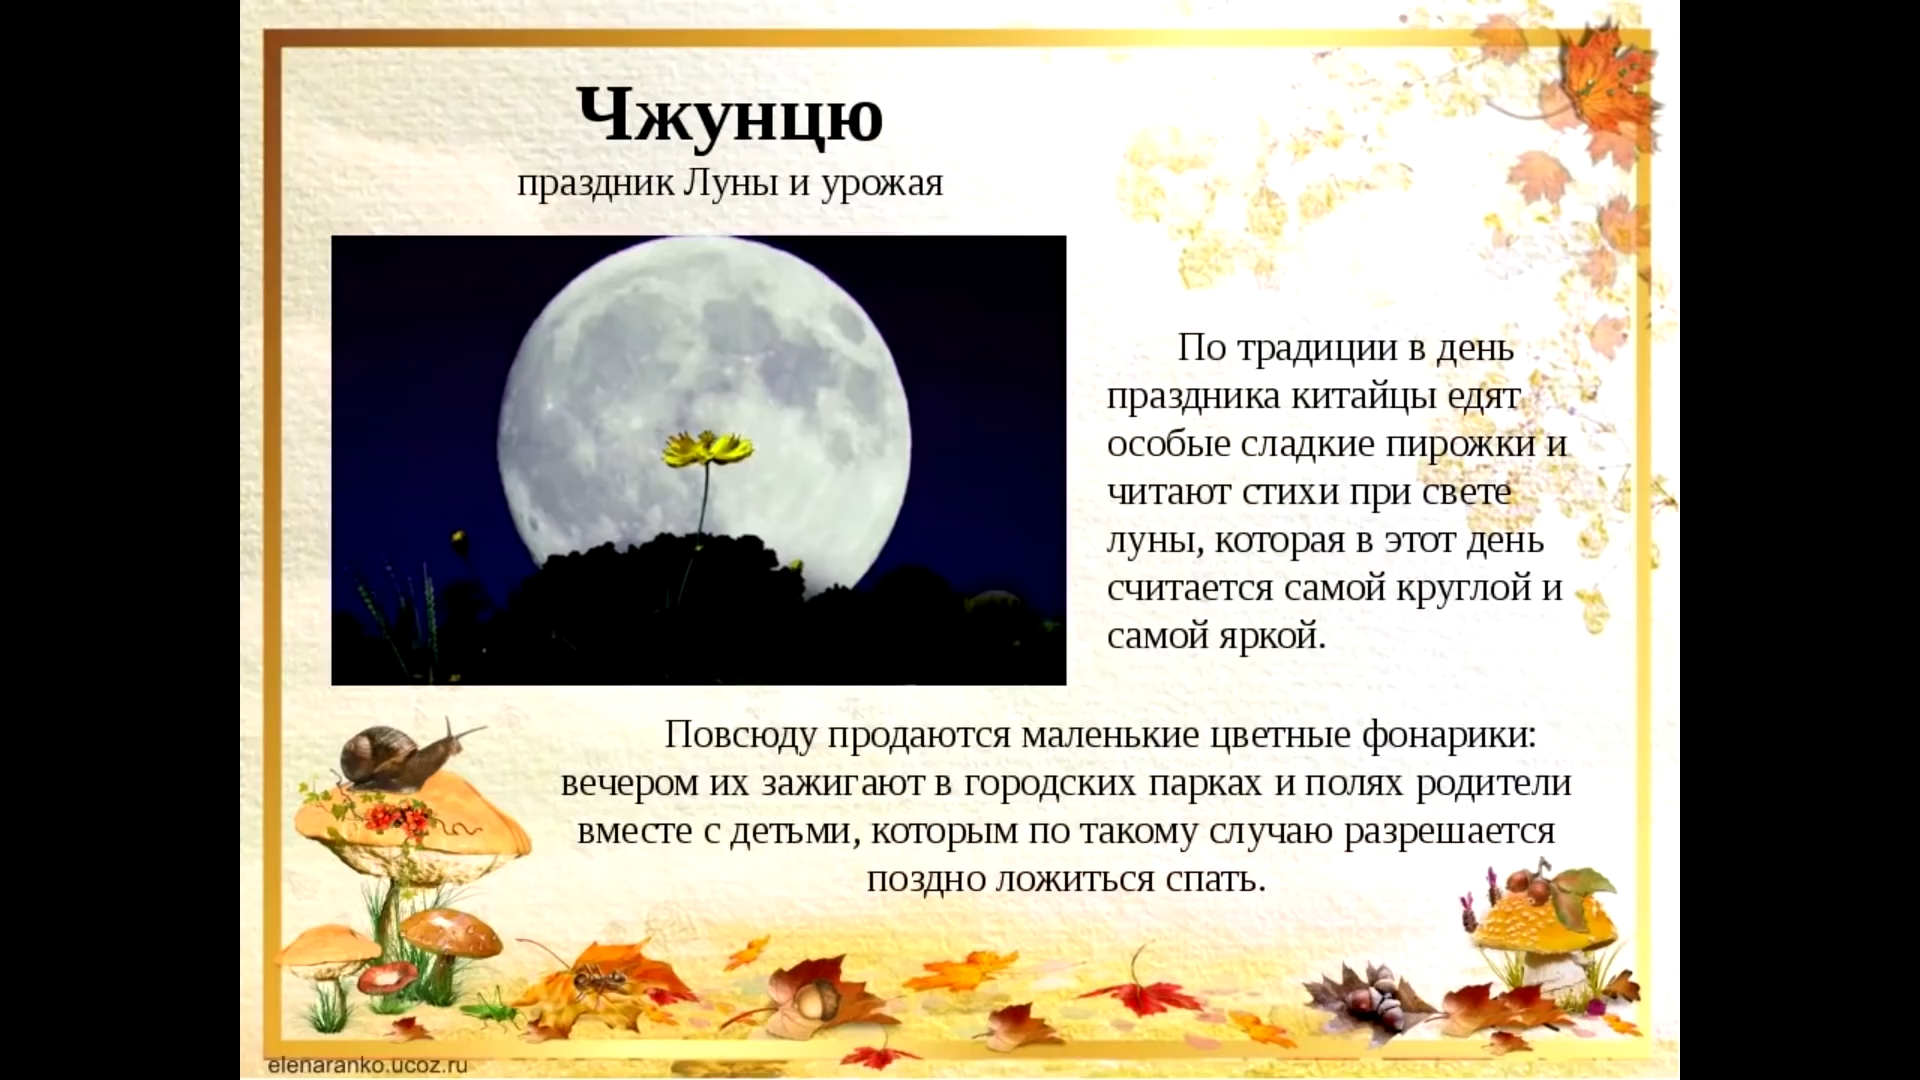 Чжунцю
праздник Луны и урожая
По традиции в день
праздника китайцы едят
особые сладкие пирожки и
читают стихи при свете
луны, которая в этот день
считается самой круглой и
самой яркой.
Повсюду продаются маленькие цветные фонарики:
вечером их зажигают в городских парках и полях родители
вместе с детьми, которым по такому случаю разрешается
поздно ложиться спать.
elenaranko.ucoz.ru